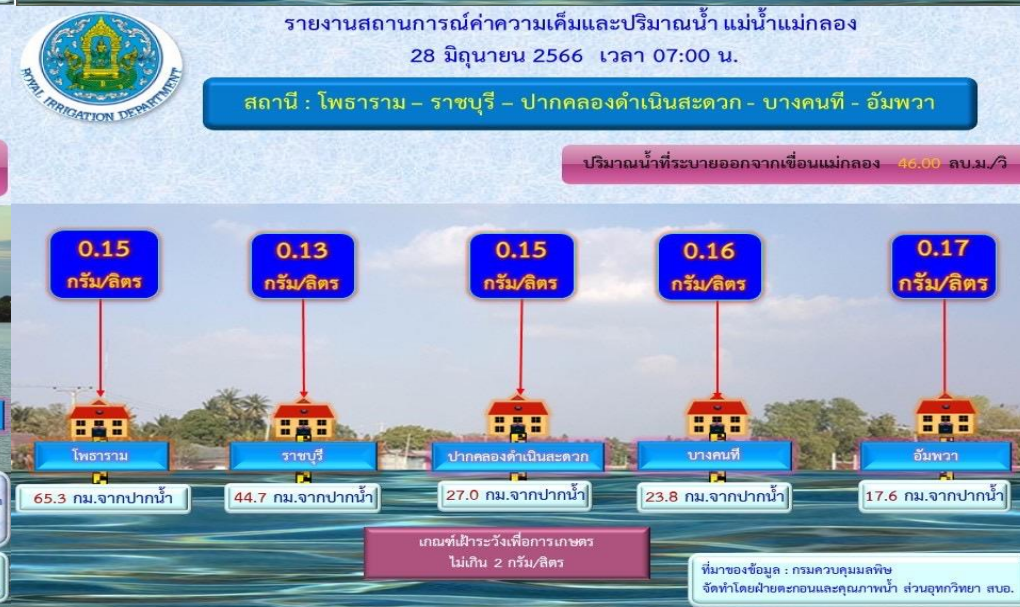 รายงานสถานการณ์ค่าความเค็มและปริมาณน้ำ แม่น้ำแม่กลอง
28 มิถุนายน 2566 เวลา 07:00 น.
ROYAL IRRIGATION DEPARTMENT
สถานี : โพธาราม – ราชบุรี – ปากคลองดำเนินสะดวก - บางคนที - อัมพวา
ปริมาณน้ำที่ระบายออกจากเขื่อนแม่กลอง 46.00 ลบ.ม./วิ
0.15 กรัม/ลิตร
0.13 กรัม/ลิตร
0.15 กรัม/ลิตร
0.16 กรัม/ลิตร
0.17 กรัม/ลิตร
โพธาราม
ราชบุรี
ปากคลองดำเนินสะดวก
บางคนที
อัมพวา
65.3 กม.จากปากน้ำ
44.7 กม.จากปากน้ำ
27.0 กม.จากปากน้ำ
23.8 กม.จากปากน้ำ
17.6 กม.จากปากน้ำ
เกณฑ์เฝ้าระวังเพื่อการเกษตร
ไม่เกิน 2 กรัม/ลิตร
ที่มาของข้อมูล : กรมควบคุมมลพิษ
จัดทำโดยฝ่ายตะกอนและคุณภาพน้ำ ส่วนอุทกวิทยา สบอ.